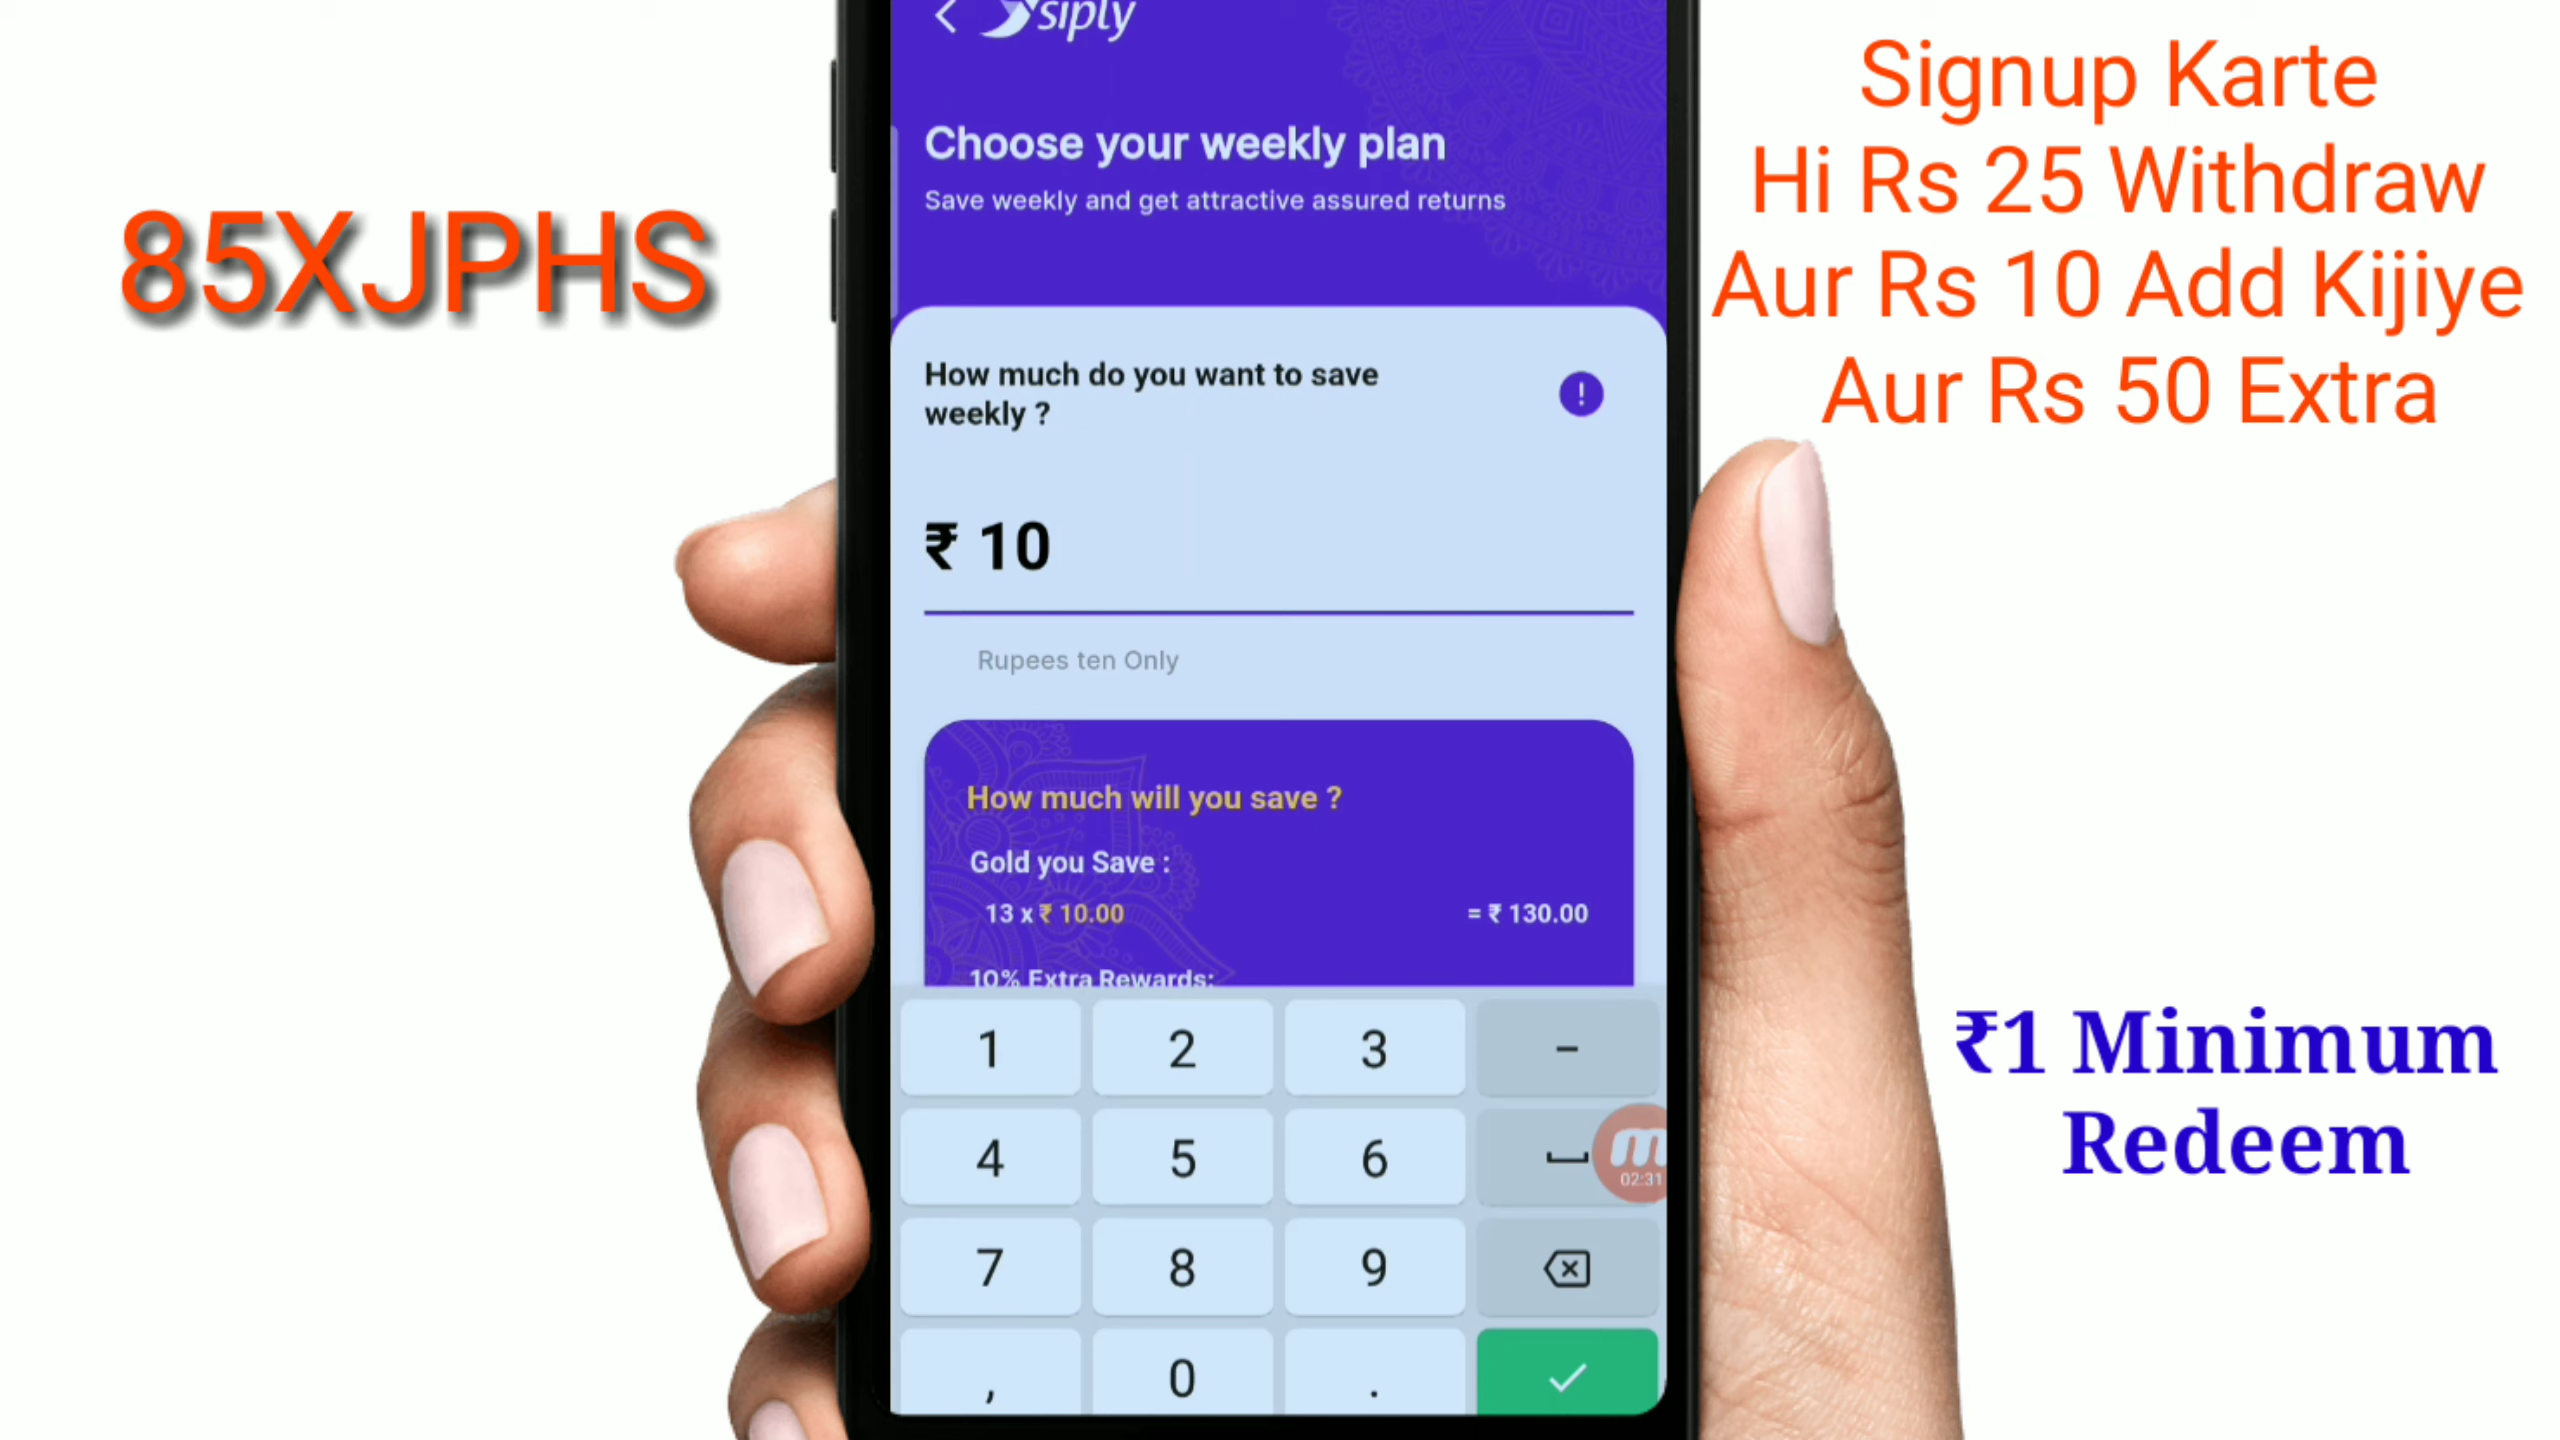 siply
Choose your weekly plan
Save weekly and get attractive assured returns
85XJPHS
Signup Karte
Hi Rs 25 Withdraw
Aur Rs 10 Add Kijiye
Aur Rs 50 Extra
How much do you want to save
weekly ?
!
₹ 10
Rupees ten Only
How much will you save ?
Gold you Save :
13 x ₹ 10.00 = ₹ 130.00
10% Extra Rewards:
1 2 3 –
4 5 6
m
02:31
7 8 9
, 0 .
₹1 Minimum
Redeem